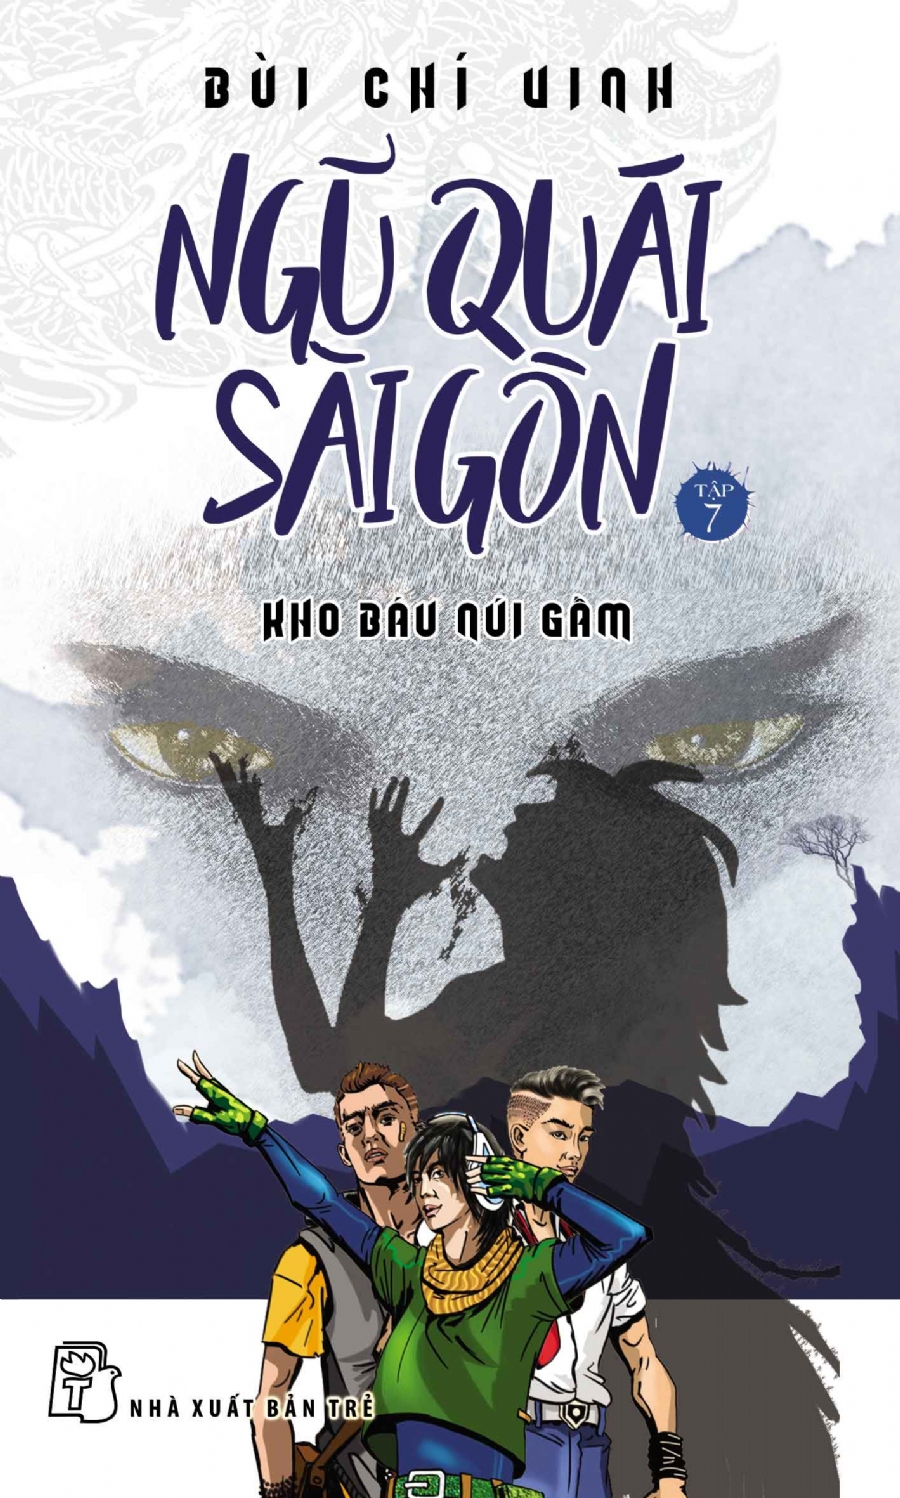 BÙI CHÍ VINH
NGŨ QUÁI
SÀI GÒN
TẬP
7
KHO BÁU NÚI GẦM
T
NHÀ XUẤT BẢN TRẺ